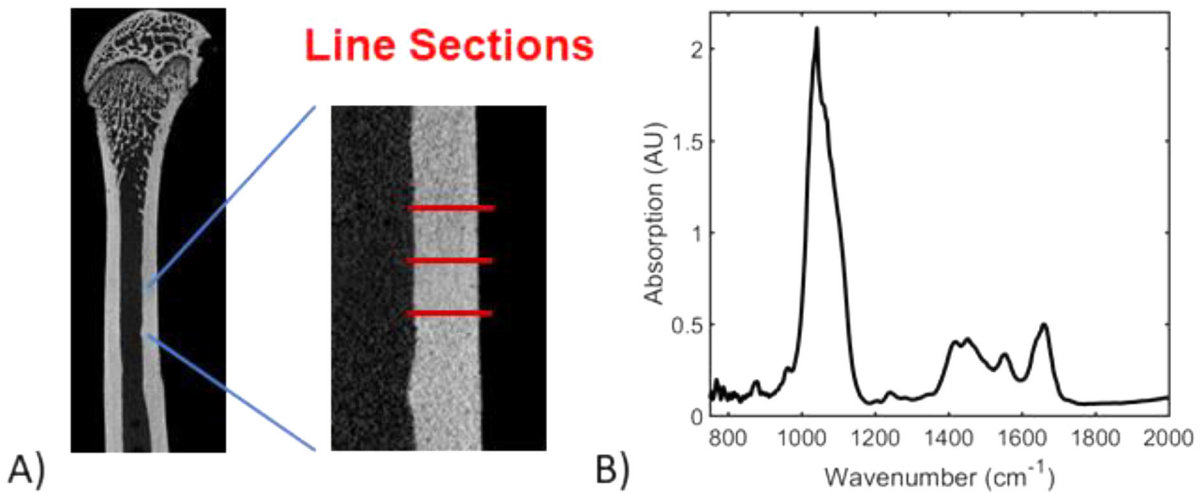 Line Sections
A)
B)
Absorption (AU)
2
1.5
1
0.5
0
800 1000 1200 1400 1600 1800 2000
Wavenumber (cm⁻¹)